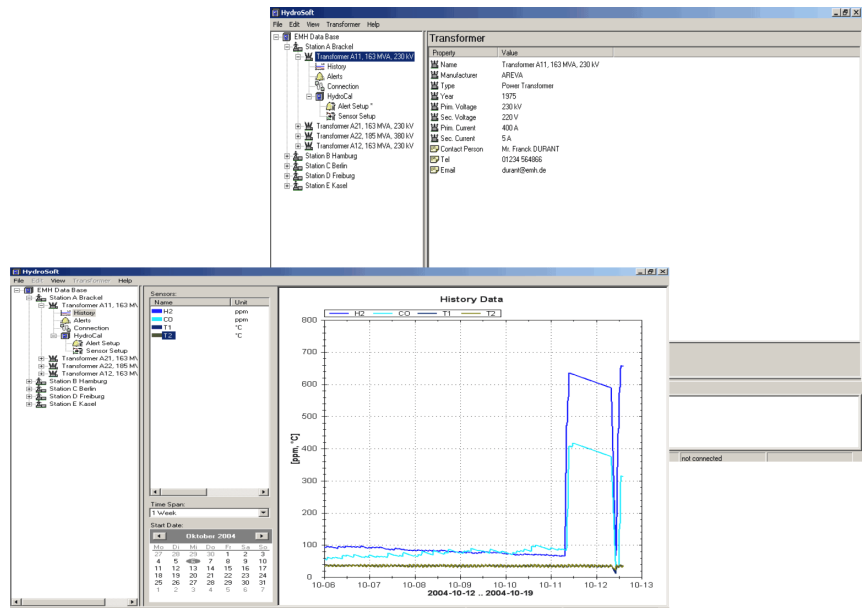 HydroSoft
File Edit View Transformer Help
EMH Data Base
Station A Brackel
Transformer A11, 163 MVA, 230 kV
History
Alerts
Connection
HydroCal
Alert Setup *
Sensor Setup
Transformer A21, 163 MVA, 230 kV
Transformer A22, 185 MVA, 380 kV
Transformer A12, 163 MVA, 230 kV
Station B Hamburg
Station C Berlin
Station D Freiburg
Station E Kasel
Transformer
Property Value
Name Transformer A11, 163 MVA, 230 kV
Manufacturer AREVA
Type Power Transformer
Year 1975
Prim. Voltage 230 kV
Sec. Voltage 220 V
Prim. Current 400 A
Sec. Current 5 A
Contact Person Mr. Franck DURANT
Tel 01234 564866
Email durant@emh.de
not connected
HydroSoft
File Edit View Transformer Help
EMH Data Base
Station A Brackel
Transformer A11, 163 M
History
Alerts
Connection
HydroCal
Alert Setup
Sensor Setup
Transformer A21, 163 M
Transformer A22, 185 M
Transformer A12, 163 M
Station B Hamburg
Station C Berlin
Station D Freiburg
Station E Kasel
Sensors:
Name Unit
H2 ppm
CO ppm
T1 °C
T2 °C
Time Span:
1 Week
Start Date:
Oktober 2004
Mo Di Mi Do Fr Sa So
27 28 29 30 1 2 3
4 5 6 7 8 9 10
11 12 13 14 15 16 17
18 19 20 21 22 23 24
25 26 27 28 29 30 31
1 2 3 4 5 6 7
History Data
H2 CO T1 T2
800
700
600
500
400
300
200
100
0
[ppm, °C]
10-06 10-07 10-08 10-09 10-10 10-11 10-12 10-13
2004-10-12 .. 2004-10-19